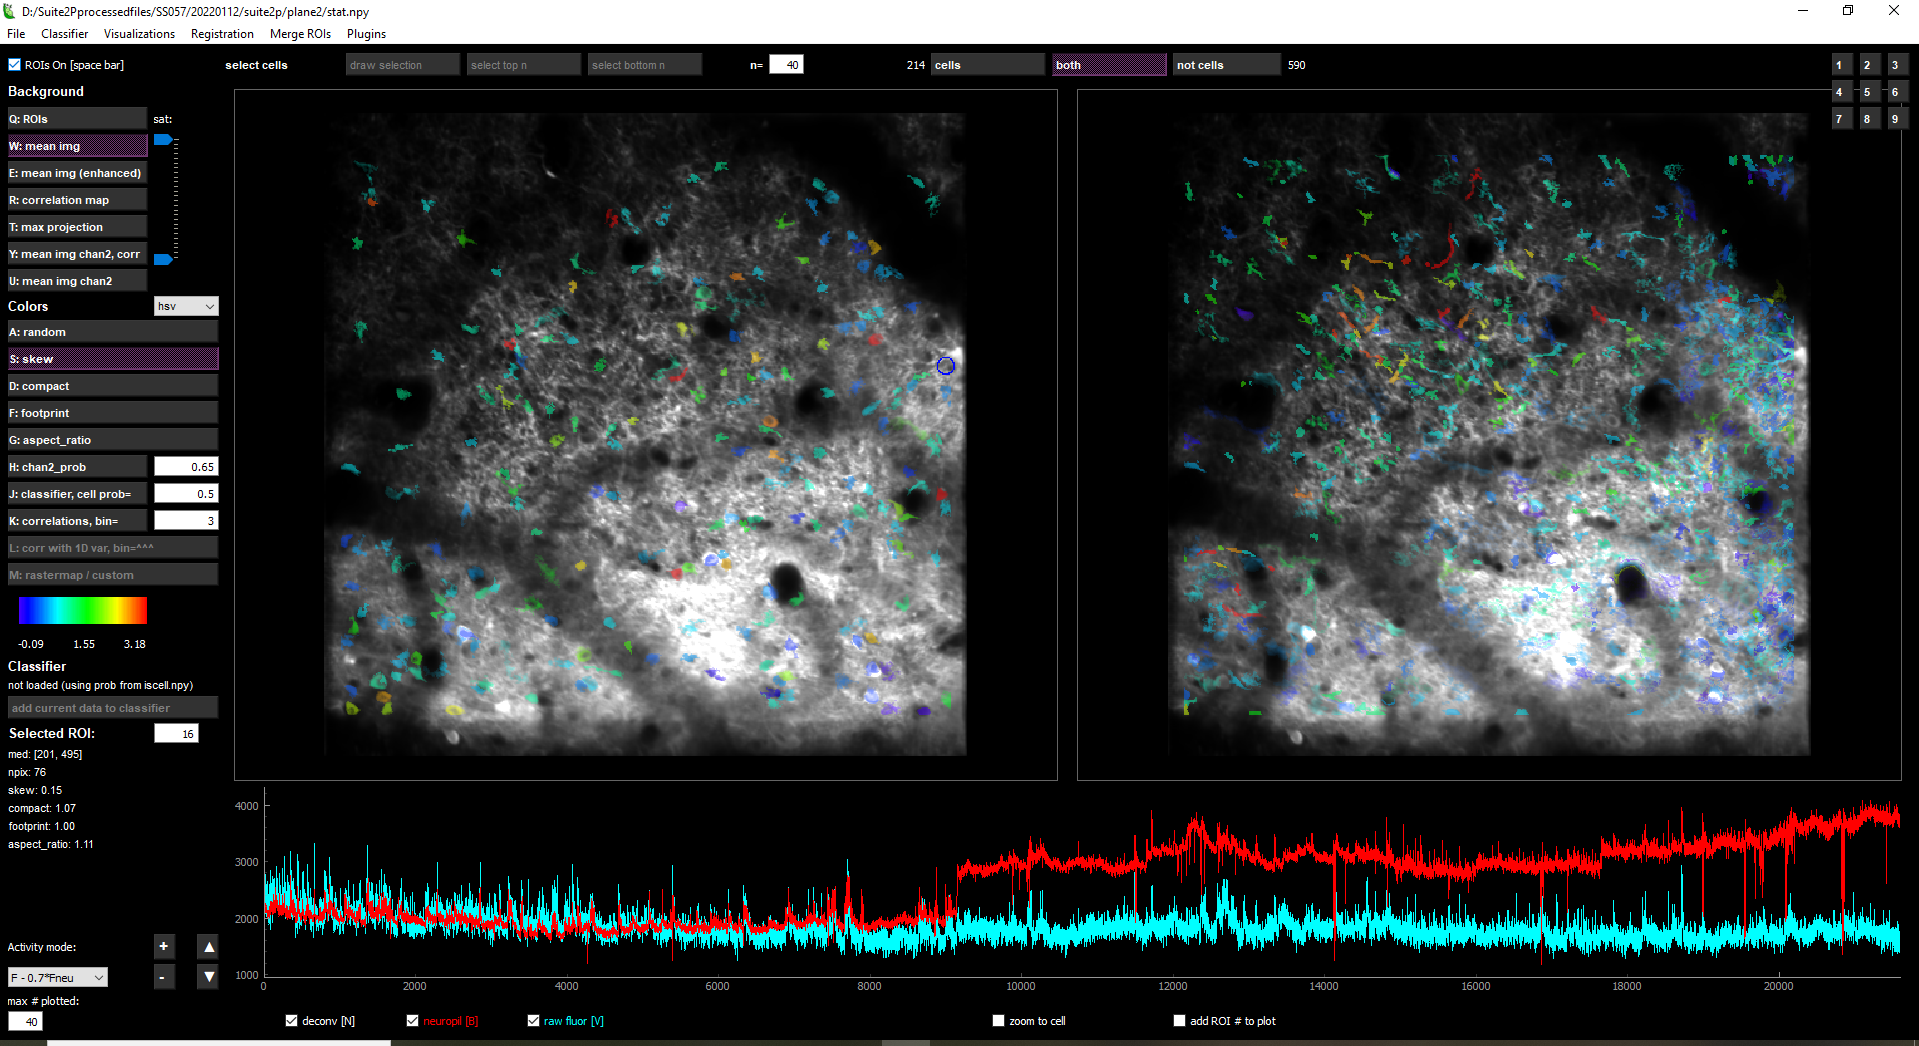 D:/Suite2Pprocessedfiles/SS057/20220112/suite2p/plane2/stat.npy
File Classifier Visualizations Registration Merge ROIs Plugins
ROIs On [space bar] select cells draw selection select top n select bottom n n= 40 214 cells both not cells 590
1 2 3
4 5 6
7 8 9
Background
Q: ROIs sat:
W: mean img
E: mean img (enhanced)
R: correlation map
T: max projection
Y: mean img chan2, corr
U: mean img chan2
Colors hsv
A: random
S: skew
D: compact
F: footprint
G: aspect_ratio
H: chan2_prob 0.65
J: classifier, cell prob= 0.5
K: correlations, bin= 3
L: corr with 1D var, bin=^^^
M: rastermap / custom
-0.09 1.55 3.18
Classifier
not loaded (using prob from iscell.npy)
add current data to classifier
Selected ROI: 16
med: [201, 495]
npix: 76
skew: 0.15
compact: 1.07
footprint: 1.00
aspect_ratio: 1.11
Activity mode: + ▲
F - 0.7*Fneu - ▼
max # plotted:
40
4000
3000
2000
1000
0 2000 4000 6000 8000 10000 12000 14000 16000 18000 20000
deconv [N] neuropil [B] raw fluor [V] zoom to cell add ROI # to plot